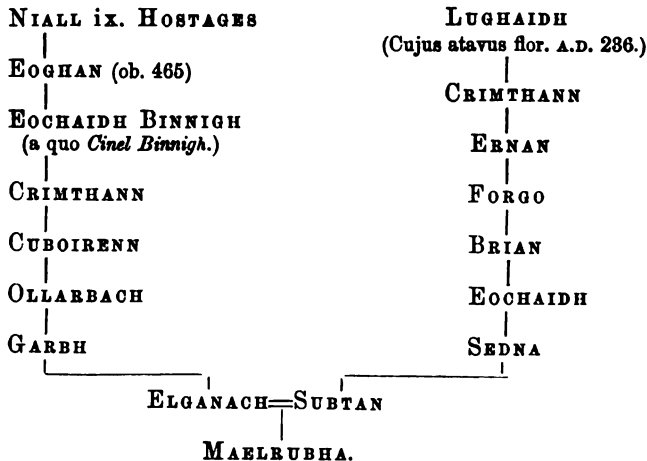 NIALL ix. HOSTAGES
EOGHAN (ob. 465)
EOCHAIDH BINNIGH
(a quo Cinel Binnigh.)
CRIMTHANN
CUBOIRENN
OLLARBACH
GARBH
LUGHAIDH
(Cujus atavus flor. A.D. 236.)
CRIMTHANN
ERNAN
FORGO
BRIAN
EOCHAIDH
SEDNA
ELGANACH=SUBTAN
MAELRUBHA.